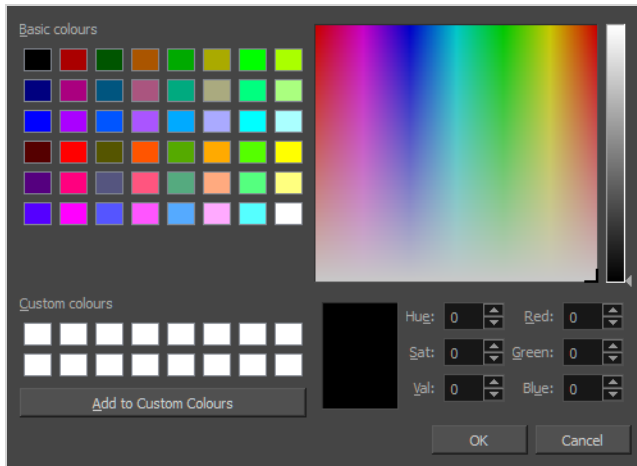 Basic colours
Custom colours
Add to Custom Colours
Hue: 0 Red: 0
Sat: 0 Green: 0
Val: 0 Blue: 0
OK Cancel